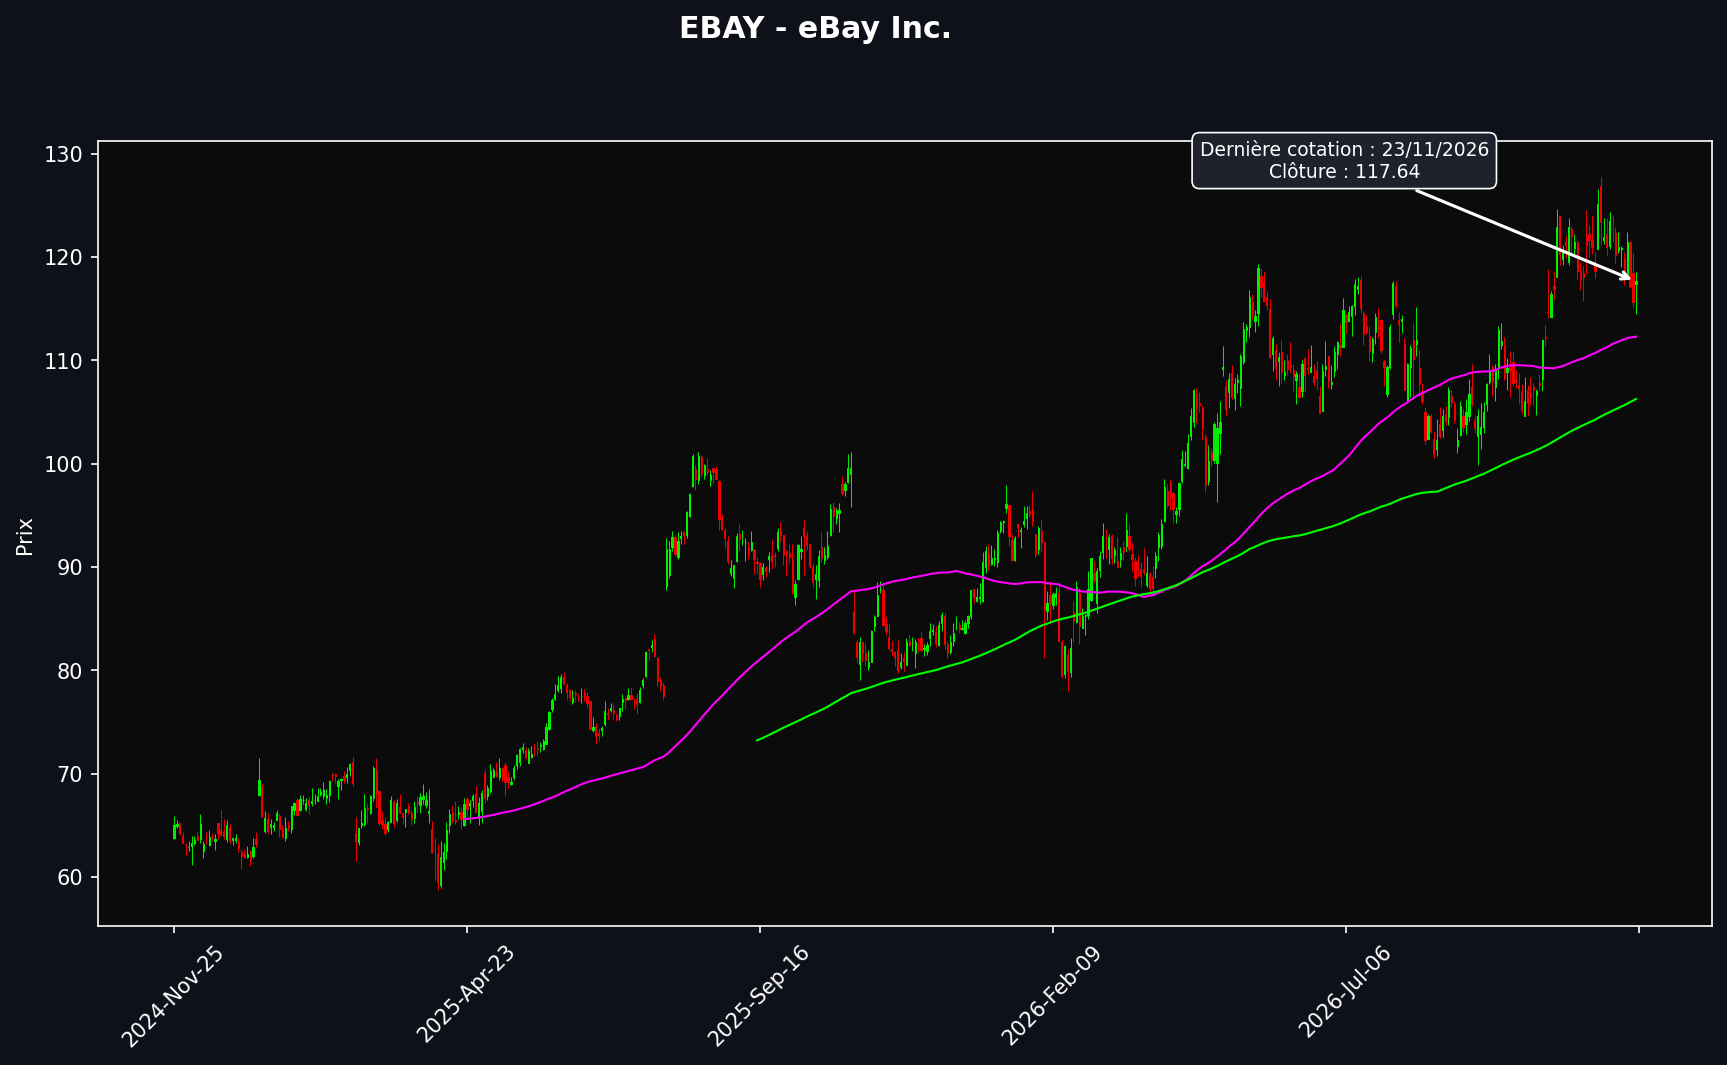 EBAY - eBay Inc.
Dernière cotation : 23/11/2026
Clôture : 117.64
130
120
110
100
90
80
70
60
Prix
2024-Nov-25
2025-Apr-23
2025-Sep-16
2026-Feb-09
2026-Jul-06